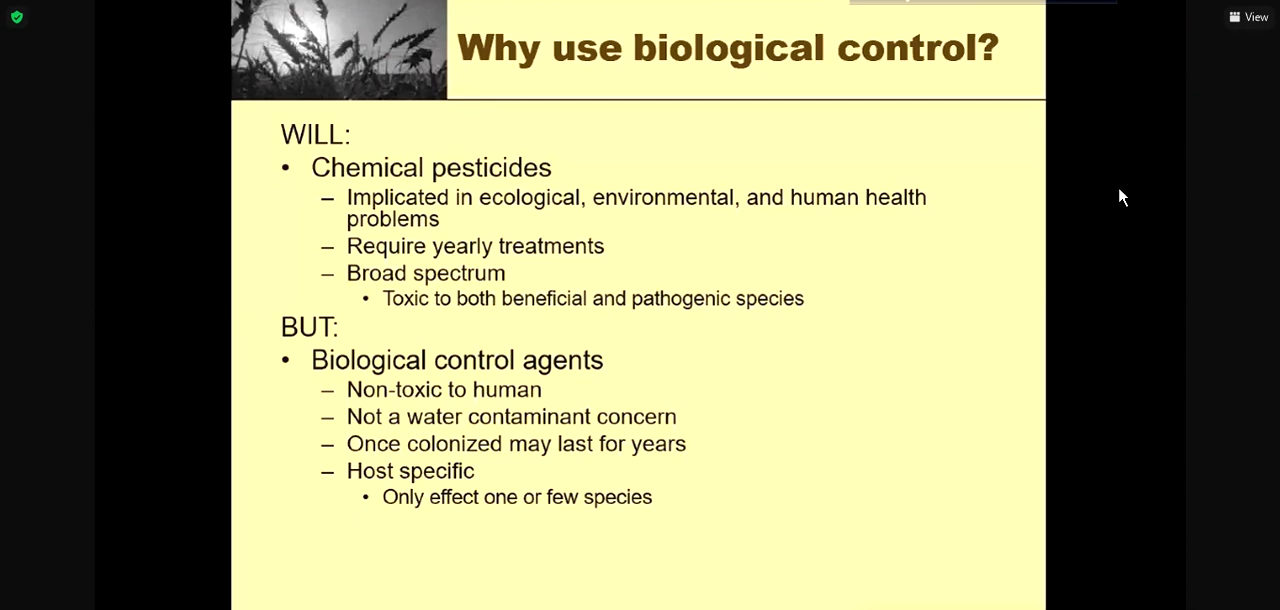 View
Why use biological control?
WILL:
• Chemical pesticides
– Implicated in ecological, environmental, and human health
problems
– Require yearly treatments
– Broad spectrum
• Toxic to both beneficial and pathogenic species
BUT:
• Biological control agents
– Non-toxic to human
– Not a water contaminant concern
– Once colonized may last for years
– Host specific
• Only effect one or few species